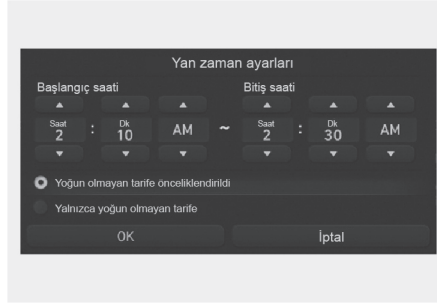 Yan zaman ayarları
Başlangıç saati Bitiş saati
Saat Dk Saat Dk
2 : 10 AM ~ 2 : 30 AM
Yoğun olmayan tarife önceliklendirildi
Yalnızca yoğun olmayan tarife
OK İptal